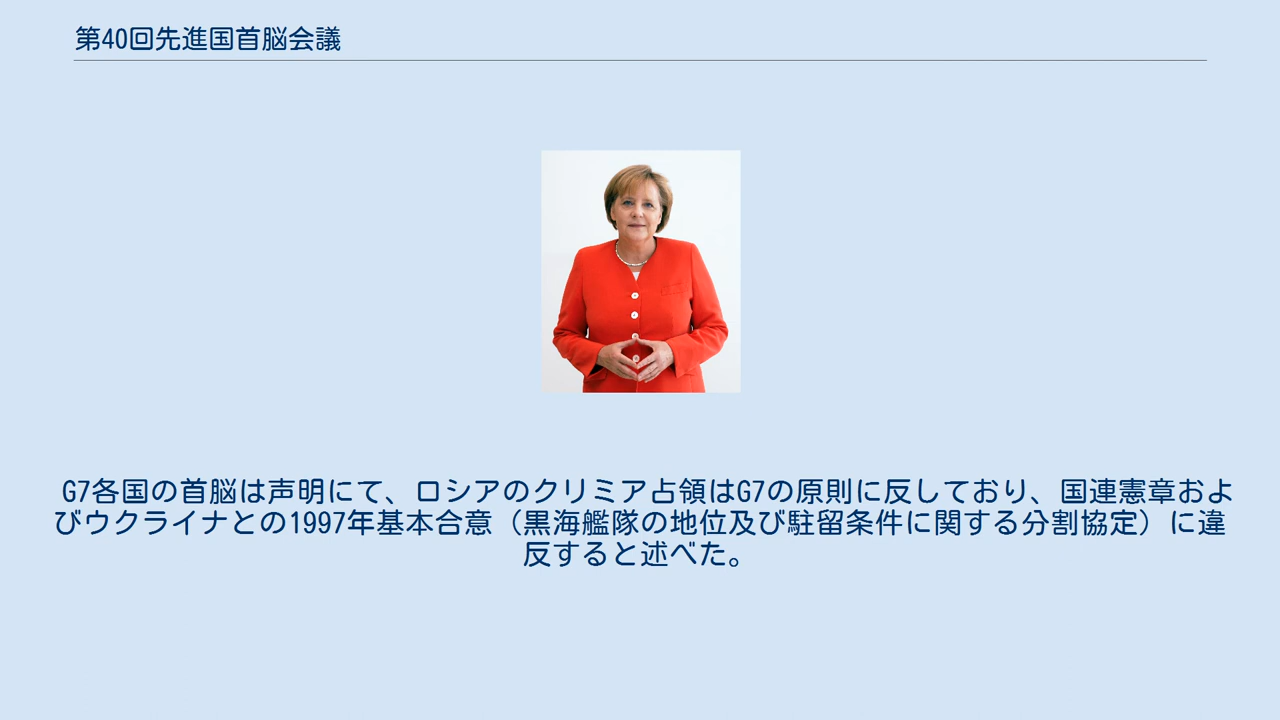 第40回先進国首脳会議
G7各国の首脳は声明にて、ロシアのクリミア占領はG7の原則に反しており、国連憲章およ
びウクライナとの1997年基本合意（黒海艦隊の地位及び駐留条件に関する分割協定）に違
反すると述べた。